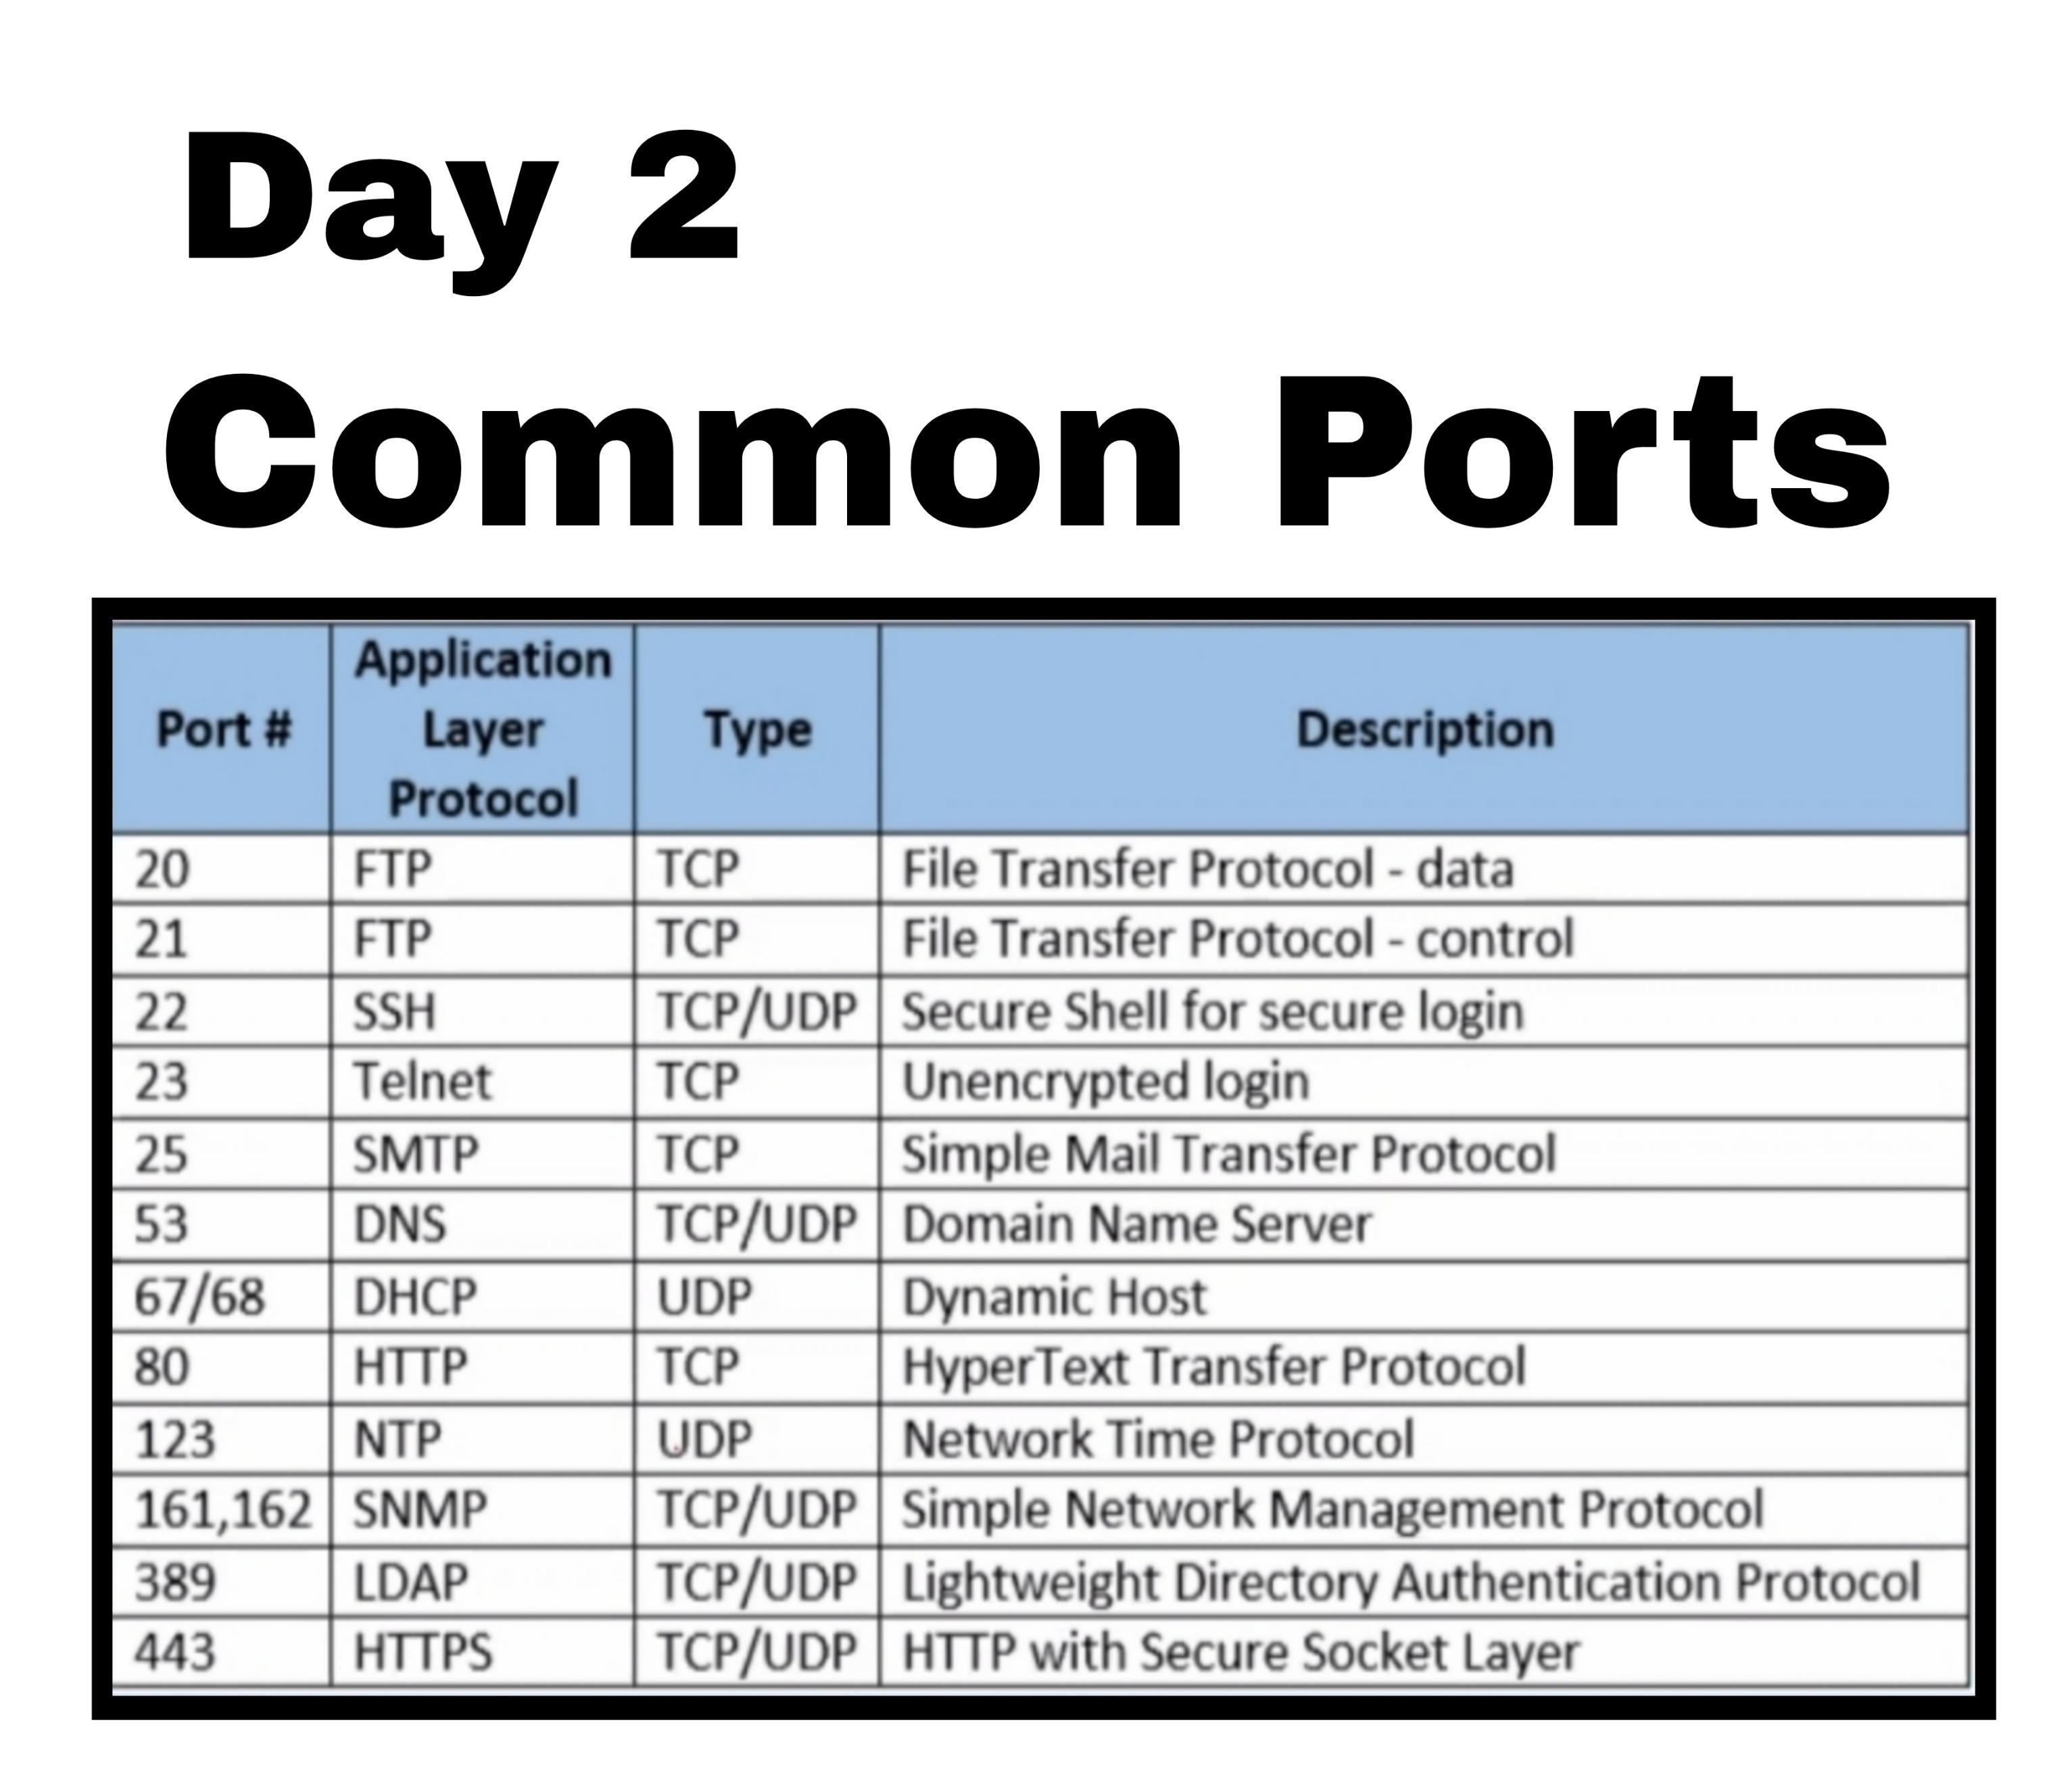 Day 2
Common Ports
Port # Application Layer Protocol Type Description
20 FTP TCP File Transfer Protocol - data
21 FTP TCP File Transfer Protocol - control
22 SSH TCP/UDP Secure Shell for secure login
23 Telnet TCP Unencrypted login
25 SMTP TCP Simple Mail Transfer Protocol
53 DNS TCP/UDP Domain Name Server
67/68 DHCP UDP Dynamic Host
80 HTTP TCP HyperText Transfer Protocol
123 NTP UDP Network Time Protocol
161,162 SNMP TCP/UDP Simple Network Management Protocol
389 LDAP TCP/UDP Lightweight Directory Authentication Protocol
443 HTTPS TCP/UDP HTTP with Secure Socket Layer